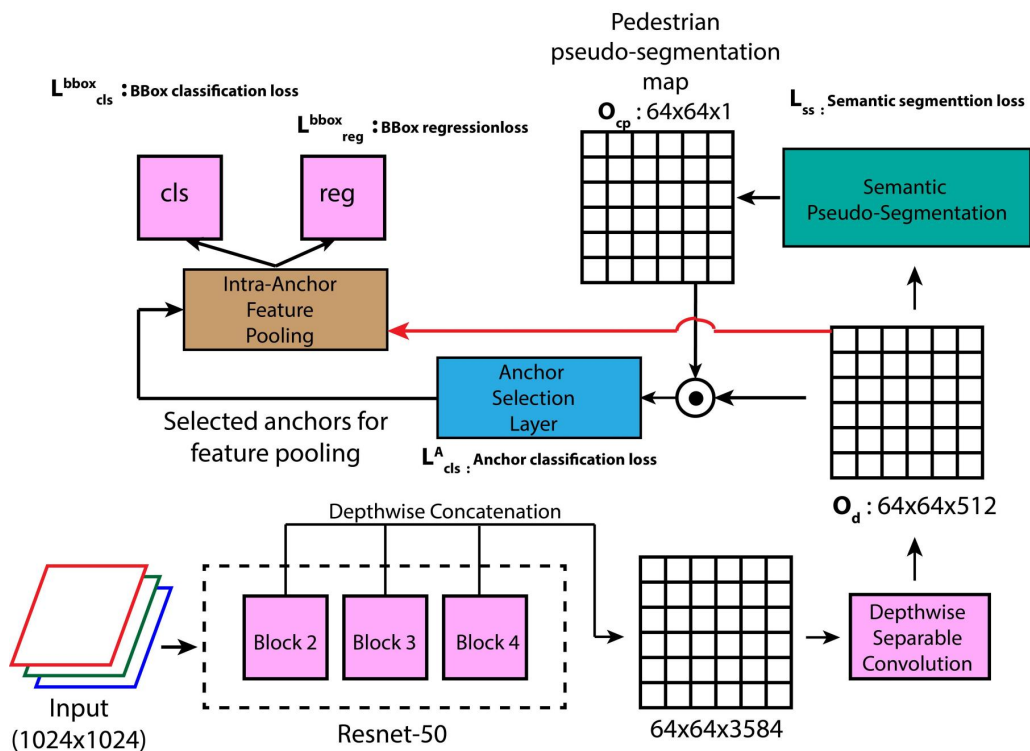 Pedestrian
pseudo-segmentation
map
O_cp : 64x64x1
L^bbox_cls : BBox classification loss
L_ss : Semantic segmenttion loss
L^bbox_reg : BBox regressionloss
cls
reg
Semantic
Pseudo-Segmentation
Intra-Anchor
Feature
Pooling
Anchor
Selection
Layer
Selected anchors for
feature pooling
L^A_cls : Anchor classification loss
O_d : 64x64x512
Depthwise Concatenation
Block 2
Block 3
Block 4
Depthwise
Separable
Convolution
Input
(1024x1024)
Resnet-50
64x64x3584